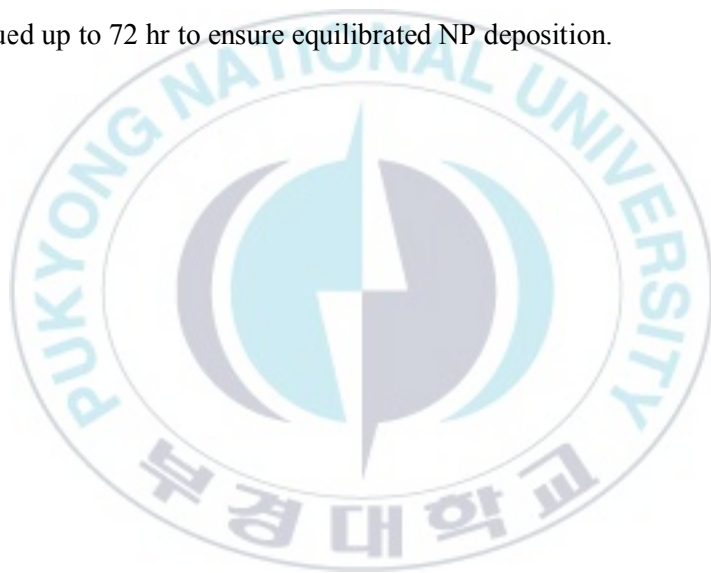 ued up to 72 hr to ensure equilibrated NP deposition.
PUKYONG NATIONAL UNIVERSITY
부경대학교